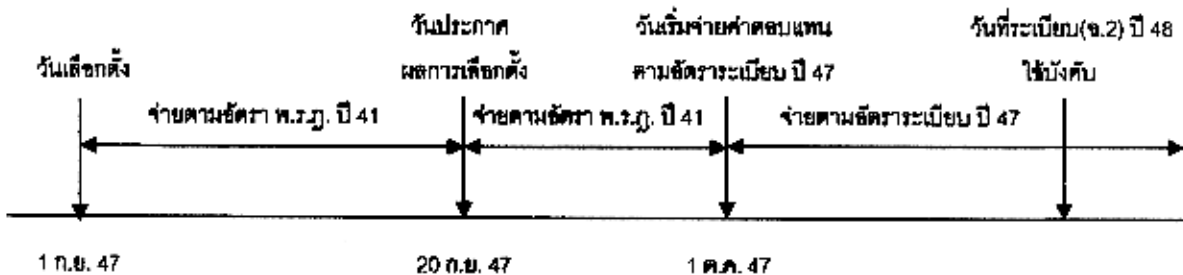 วันเลือกตั้ง
วันประกาศ
ผลการเลือกตั้ง
วันเริ่มจ่ายค่าตอบแทน
ตามอัตราระเบียบ ปี 47
วันที่ระเบียบ(ฉ.2) ปี 48
ใช้บังคับ
จ่ายตามอัตรา พ.ร.ฎ. ปี 41
จ่ายตามอัตรา พ.ร.ฎ. ปี 41
จ่ายตามอัตราระเบียบ ปี 47
1 ก.ย. 47
20 ก.ย. 47
1 ต.ค. 47